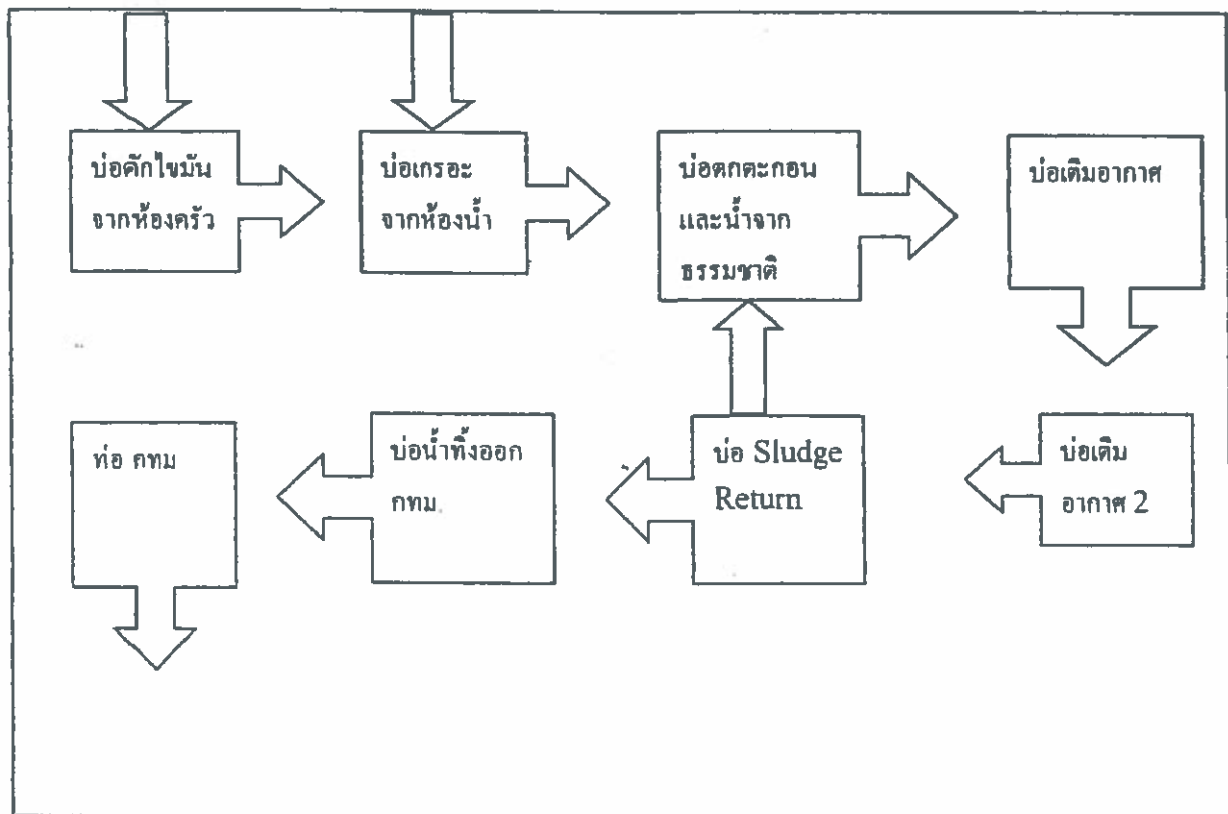 บ่อดักไขมัน
จากห้องครัว
บ่อเกรอะ
จากห้องน้ำ
บ่อตกตะกอน
และน้ำจาก
ธรรมชาติ
บ่อเติมอากาศ
ท่อ กทม
บ่อน้ำทิ้งออก
กทม.
บ่อ Sludge
Return
บ่อเติม
อากาศ 2